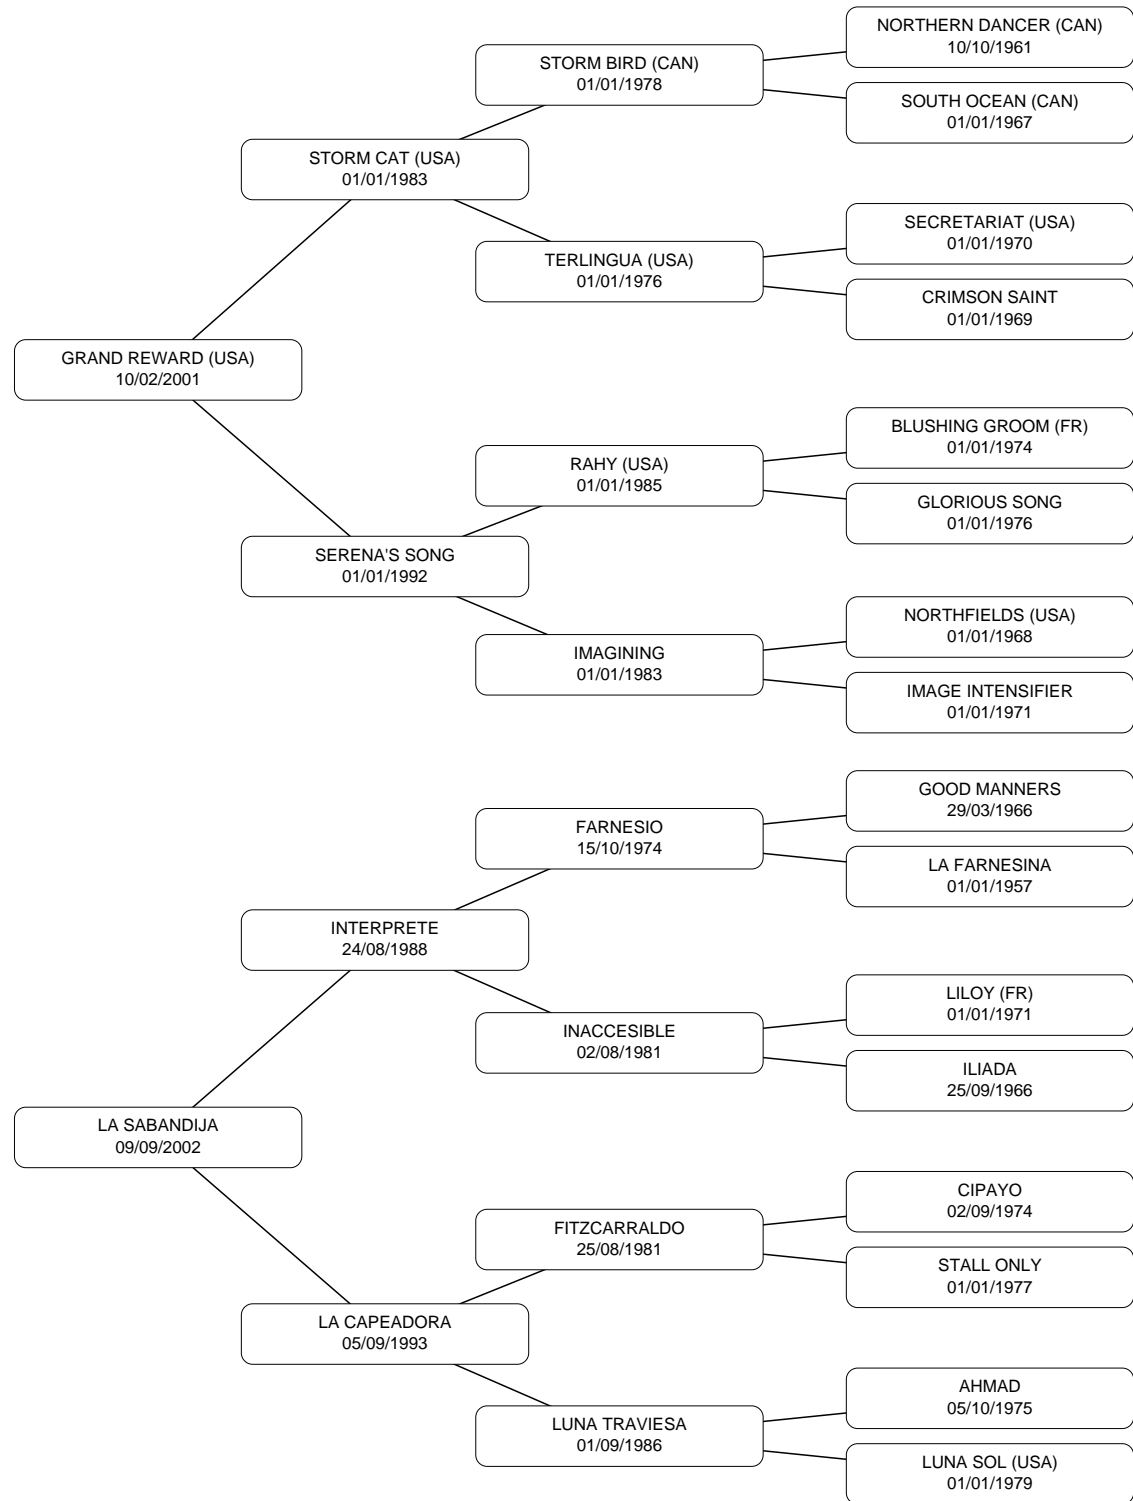 NORTHERN DANCER (CAN)
10/10/1961
STORM BIRD (CAN)
01/01/1978
SOUTH OCEAN (CAN)
01/01/1967
STORM CAT (USA)
01/01/1983
SECRETARIAT (USA)
01/01/1970
TERLINGUA (USA)
01/01/1976
CRIMSON SAINT
01/01/1969
GRAND REWARD (USA)
10/02/2001
BLUSHING GROOM (FR)
01/01/1974
RAHY (USA)
01/01/1985
GLORIOUS SONG
01/01/1976
SERENA'S SONG
01/01/1992
NORTHFIELDS (USA)
01/01/1968
IMAGINING
01/01/1983
IMAGE INTENSIFIER
01/01/1971
GOOD MANNERS
29/03/1966
FARNESIO
15/10/1974
LA FARNESINA
01/01/1957
INTERPRETE
24/08/1988
LILOY (FR)
01/01/1971
INACCESIBLE
02/08/1981
ILIADA
25/09/1966
LA SABANDIJA
09/09/2002
CIPAYO
02/09/1974
FITZCARRALDO
25/08/1981
STALL ONLY
01/01/1977
LA CAPEADORA
05/09/1993
AHMAD
05/10/1975
LUNA TRAVIESA
01/09/1986
LUNA SOL (USA)
01/01/1979